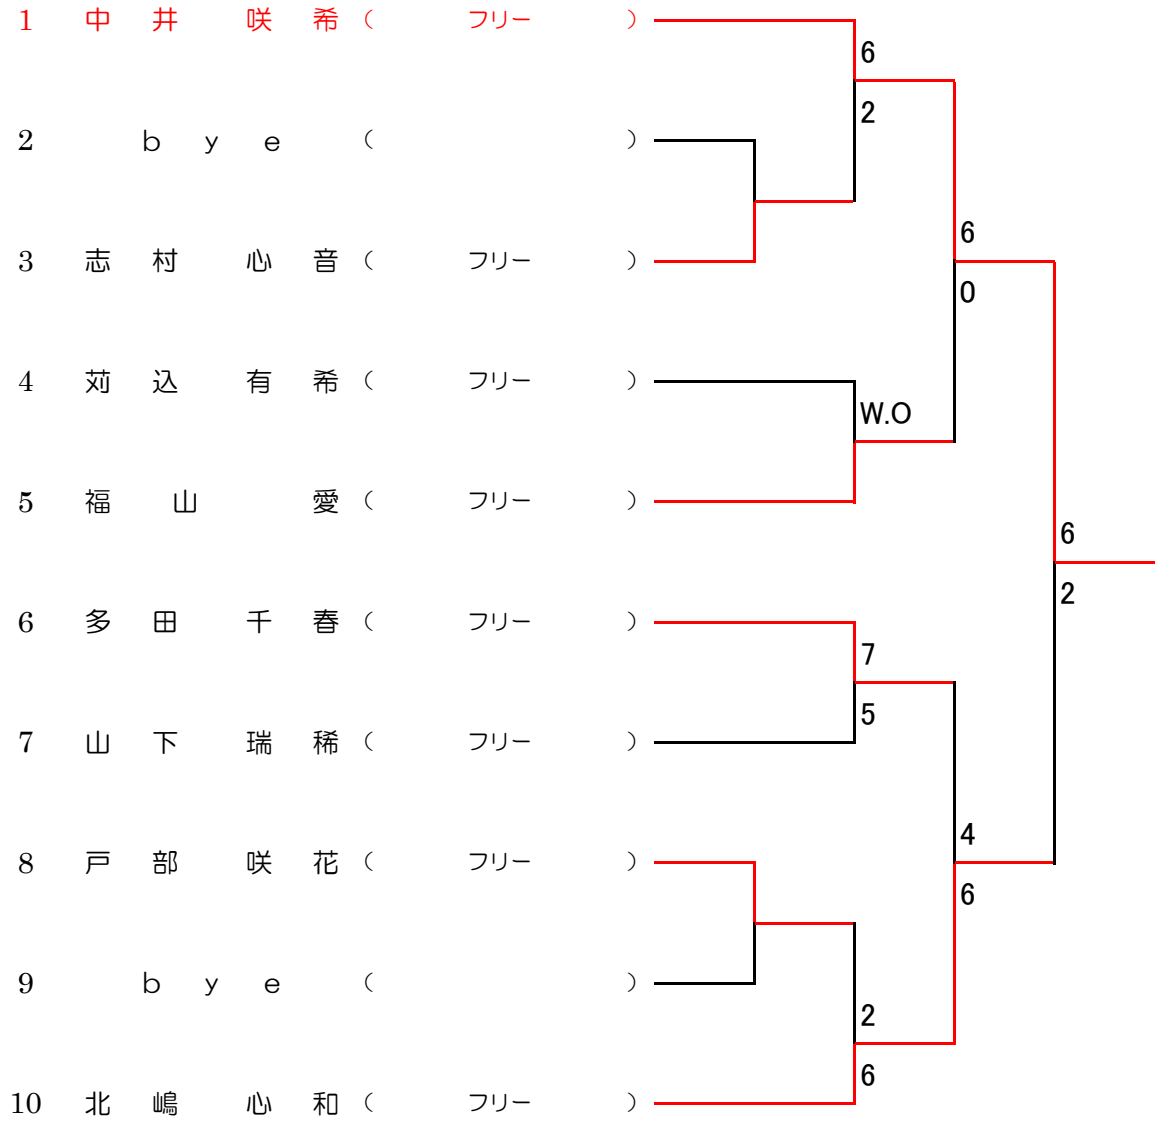 1 中井 咲希 ( フリー )
6
2
2 bye ( )
3 志村 心音 ( フリー )
6
0
4 苅込 有希 ( フリー )
W.O
5 福山 愛 ( フリー )
6
2
6 多田 千春 ( フリー )
7
5
7 山下 瑞稀 ( フリー )
4
8 戸部 咲花 ( フリー )
6
9 bye ( )
2
6
10 北嶋 心和 ( フリー )